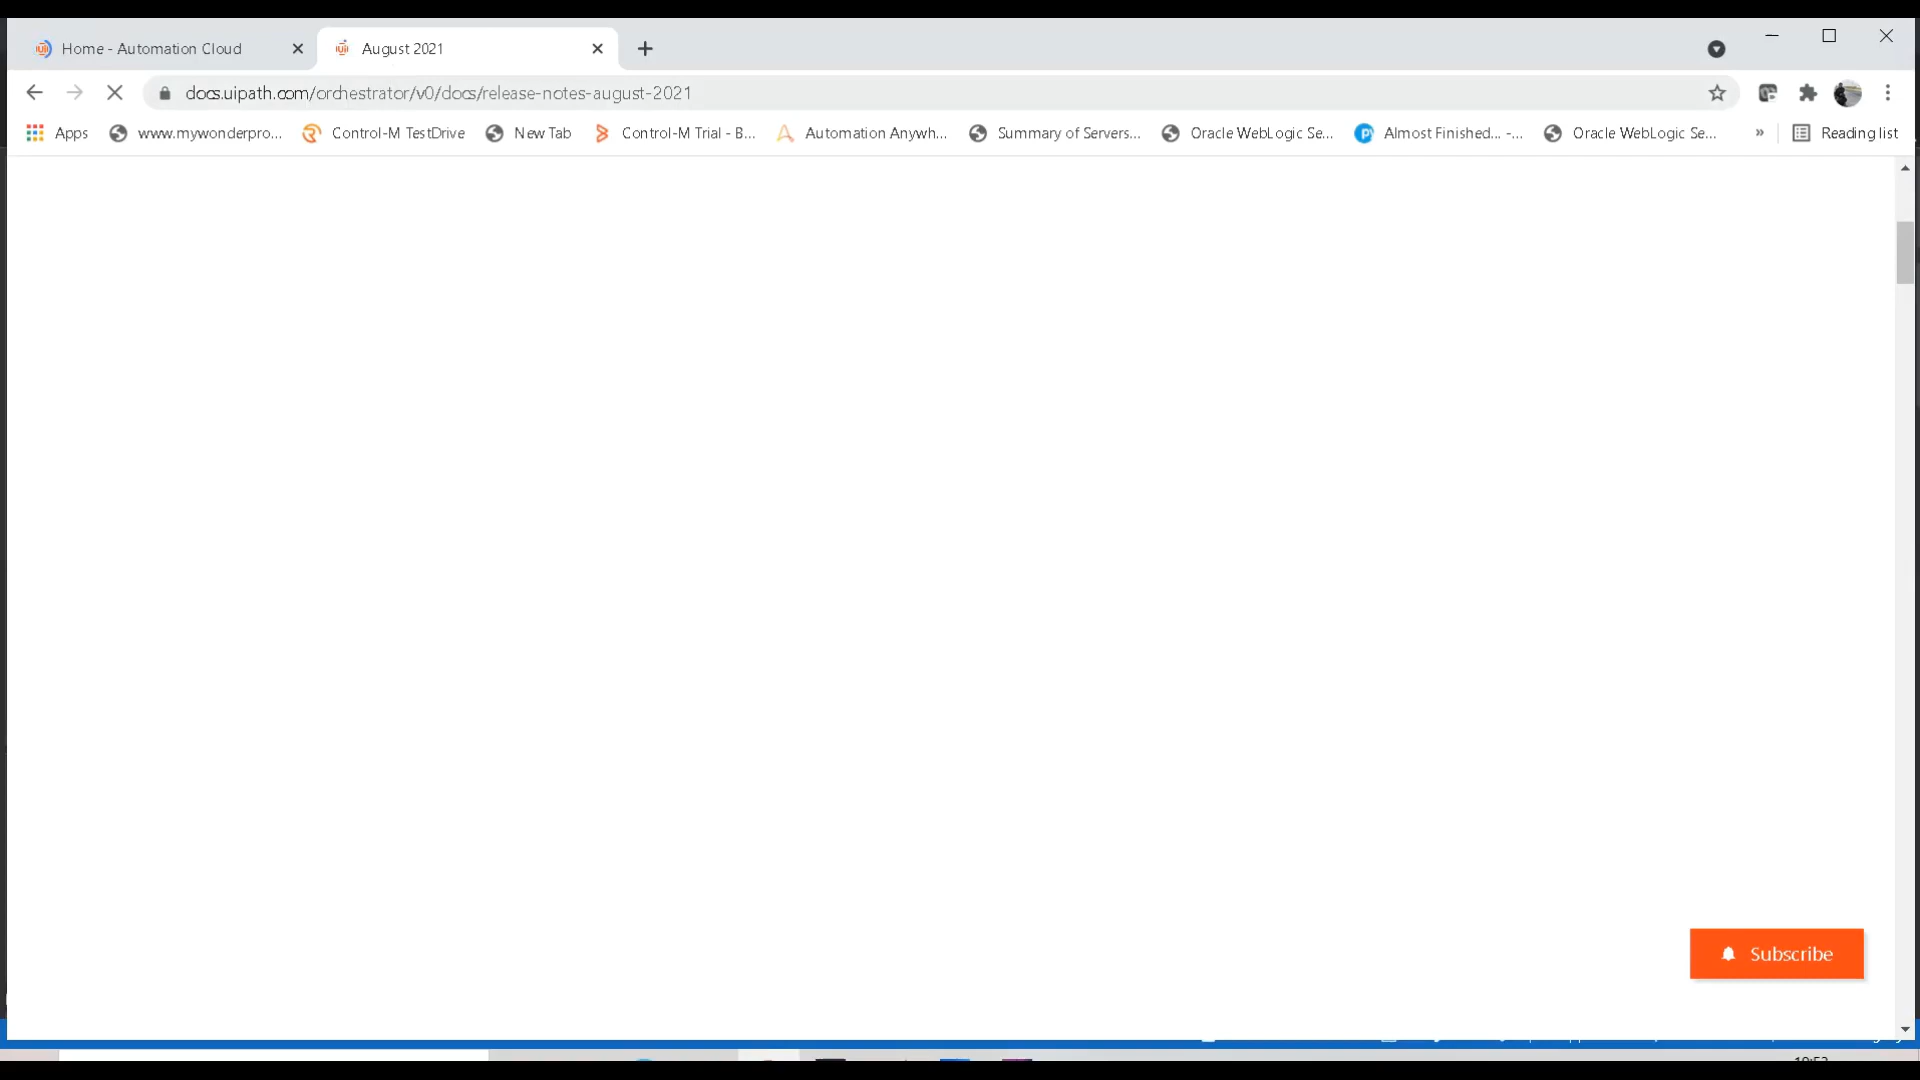 Home - Automation Cloud
August 2021
docs.uipath.com/orchestrator/v0/docs/release-notes-august-2021
Apps
www.mywonderpro...
Control-M TestDrive
New Tab
Control-M Trial - B...
Automation Anywh...
Summary of Servers...
Oracle WebLogic Se...
Almost Finished... -...
Oracle WebLogic Se...
»
Reading list
Subscribe